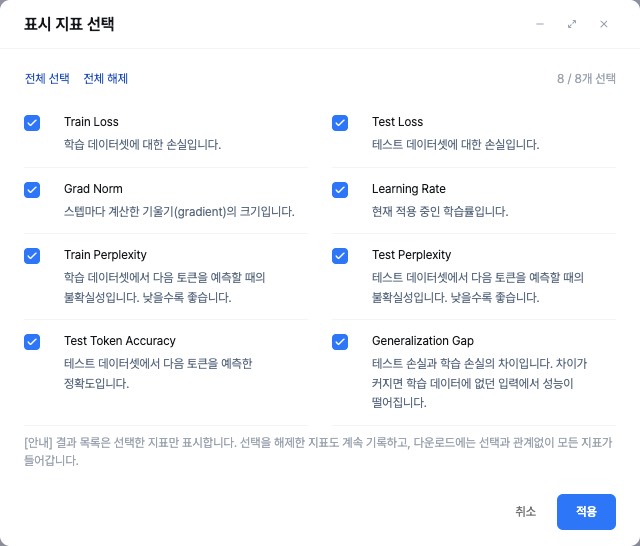 표시 지표 선택
전체 선택 전체 해제
8 / 8개 선택
Train Loss
학습 데이터셋에 대한 손실입니다.
Test Loss
테스트 데이터셋에 대한 손실입니다.
Grad Norm
스텝마다 계산한 기울기(gradient)의 크기입니다.
Learning Rate
현재 적용 중인 학습률입니다.
Train Perplexity
학습 데이터셋에서 다음 토큰을 예측할 때의
불확실성입니다. 낮을수록 좋습니다.
Test Perplexity
테스트 데이터셋에서 다음 토큰을 예측할 때의
불확실성입니다. 낮을수록 좋습니다.
Test Token Accuracy
테스트 데이터셋에서 다음 토큰을 예측한
정확도입니다.
Generalization Gap
테스트 손실과 학습 손실의 차이입니다. 차이가
커지면 학습 데이터에 없던 입력에서 성능이
떨어집니다.
[안내] 결과 목록은 선택한 지표만 표시합니다. 선택을 해제한 지표도 계속 기록하고, 다운로드에는 선택과 관계없이 모든 지표가
들어갑니다.
취소
적용